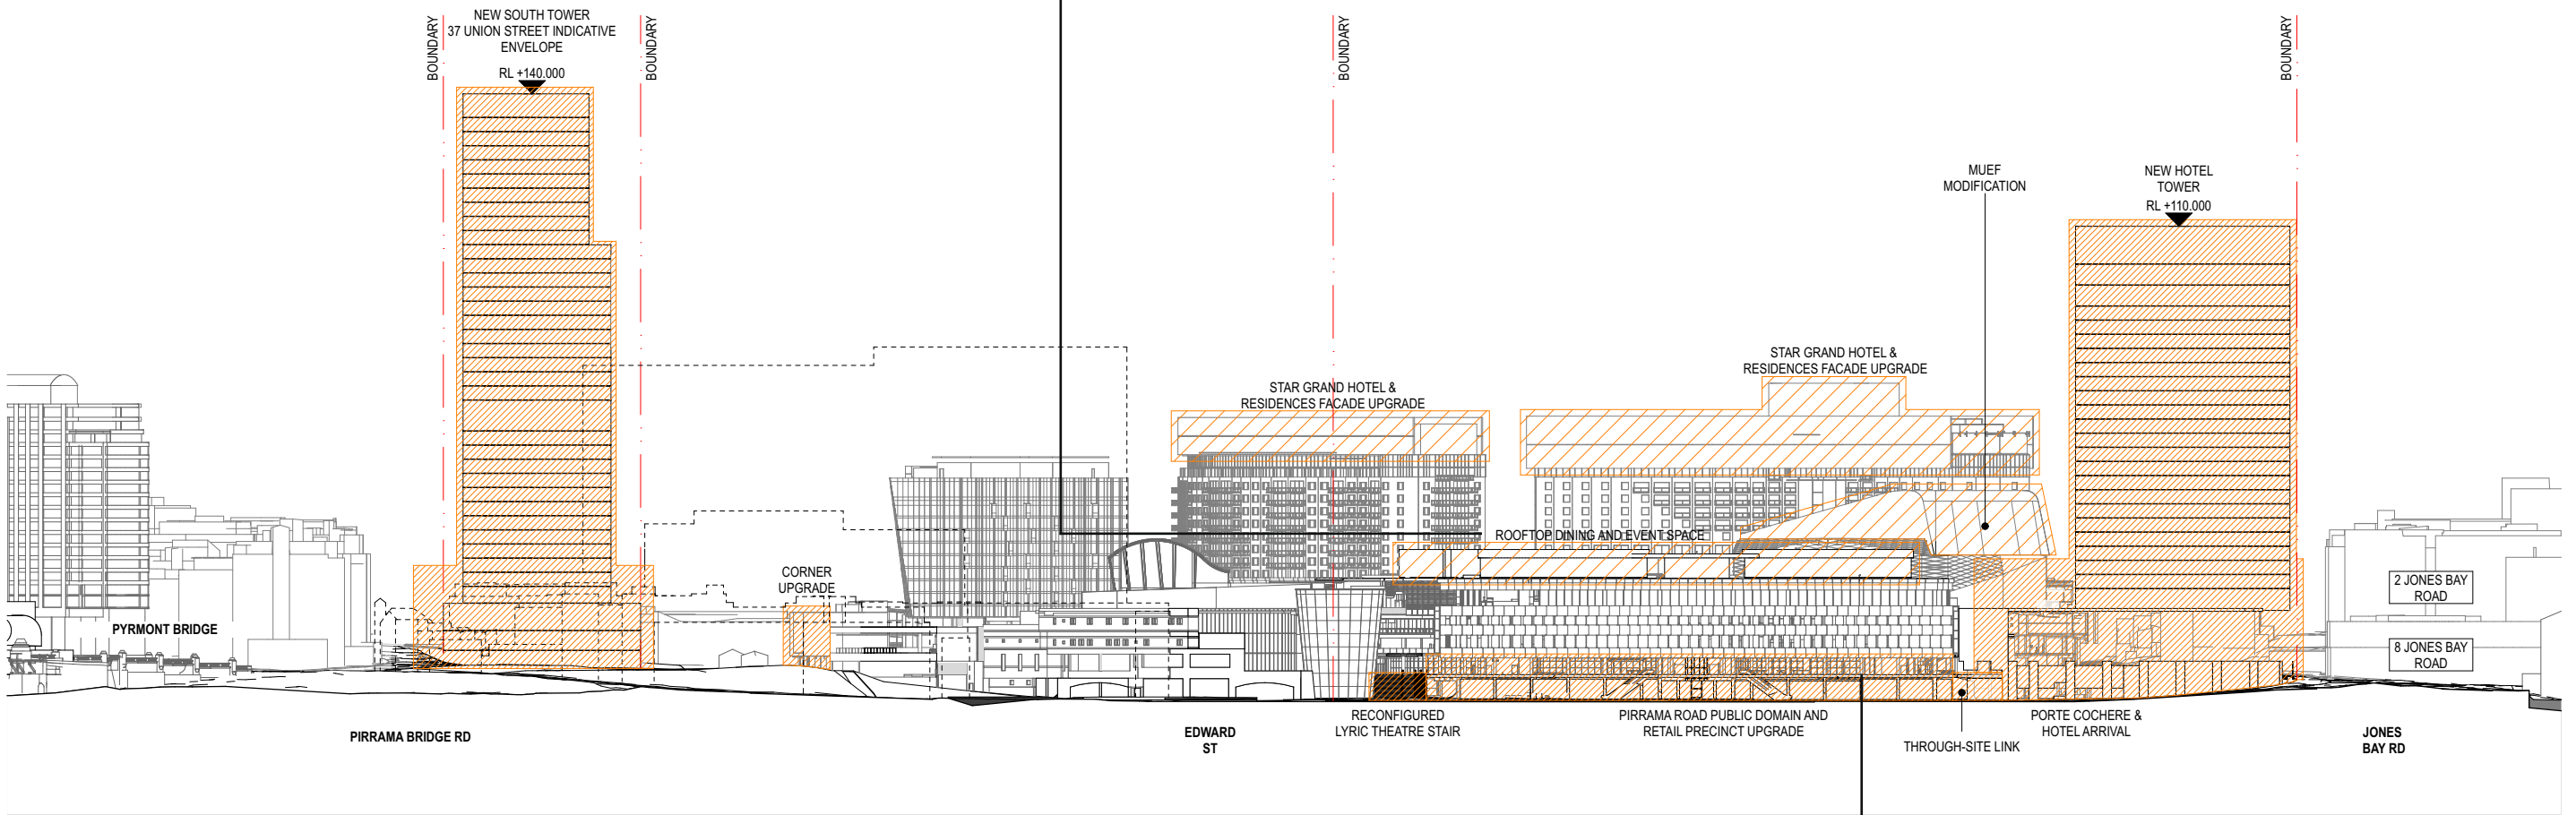 NEW SOUTH TOWER
37 UNION STREET INDICATIVE
ENVELOPE
RL +140.000
BOUNDARY
BOUNDARY
BOUNDARY
BOUNDARY
MUEF
MODIFICATION
NEW HOTEL
TOWER
RL +110.000
STAR GRAND HOTEL &
RESIDENCES FACADE UPGRADE
STAR GRAND HOTEL &
RESIDENCES FACADE UPGRADE
ROOFTOP DINING AND EVENT SPACE
CORNER
UPGRADE
PYRMONT BRIDGE
2 JONES BAY
ROAD
8 JONES BAY
ROAD
PIRRAMA BRIDGE RD
EDWARD
ST
RECONFIGURED
LYRIC THEATRE STAIR
PIRRAMA ROAD PUBLIC DOMAIN AND
RETAIL PRECINCT UPGRADE
THROUGH-SITE LINK
PORTE COCHERE &
HOTEL ARRIVAL
JONES
BAY RD